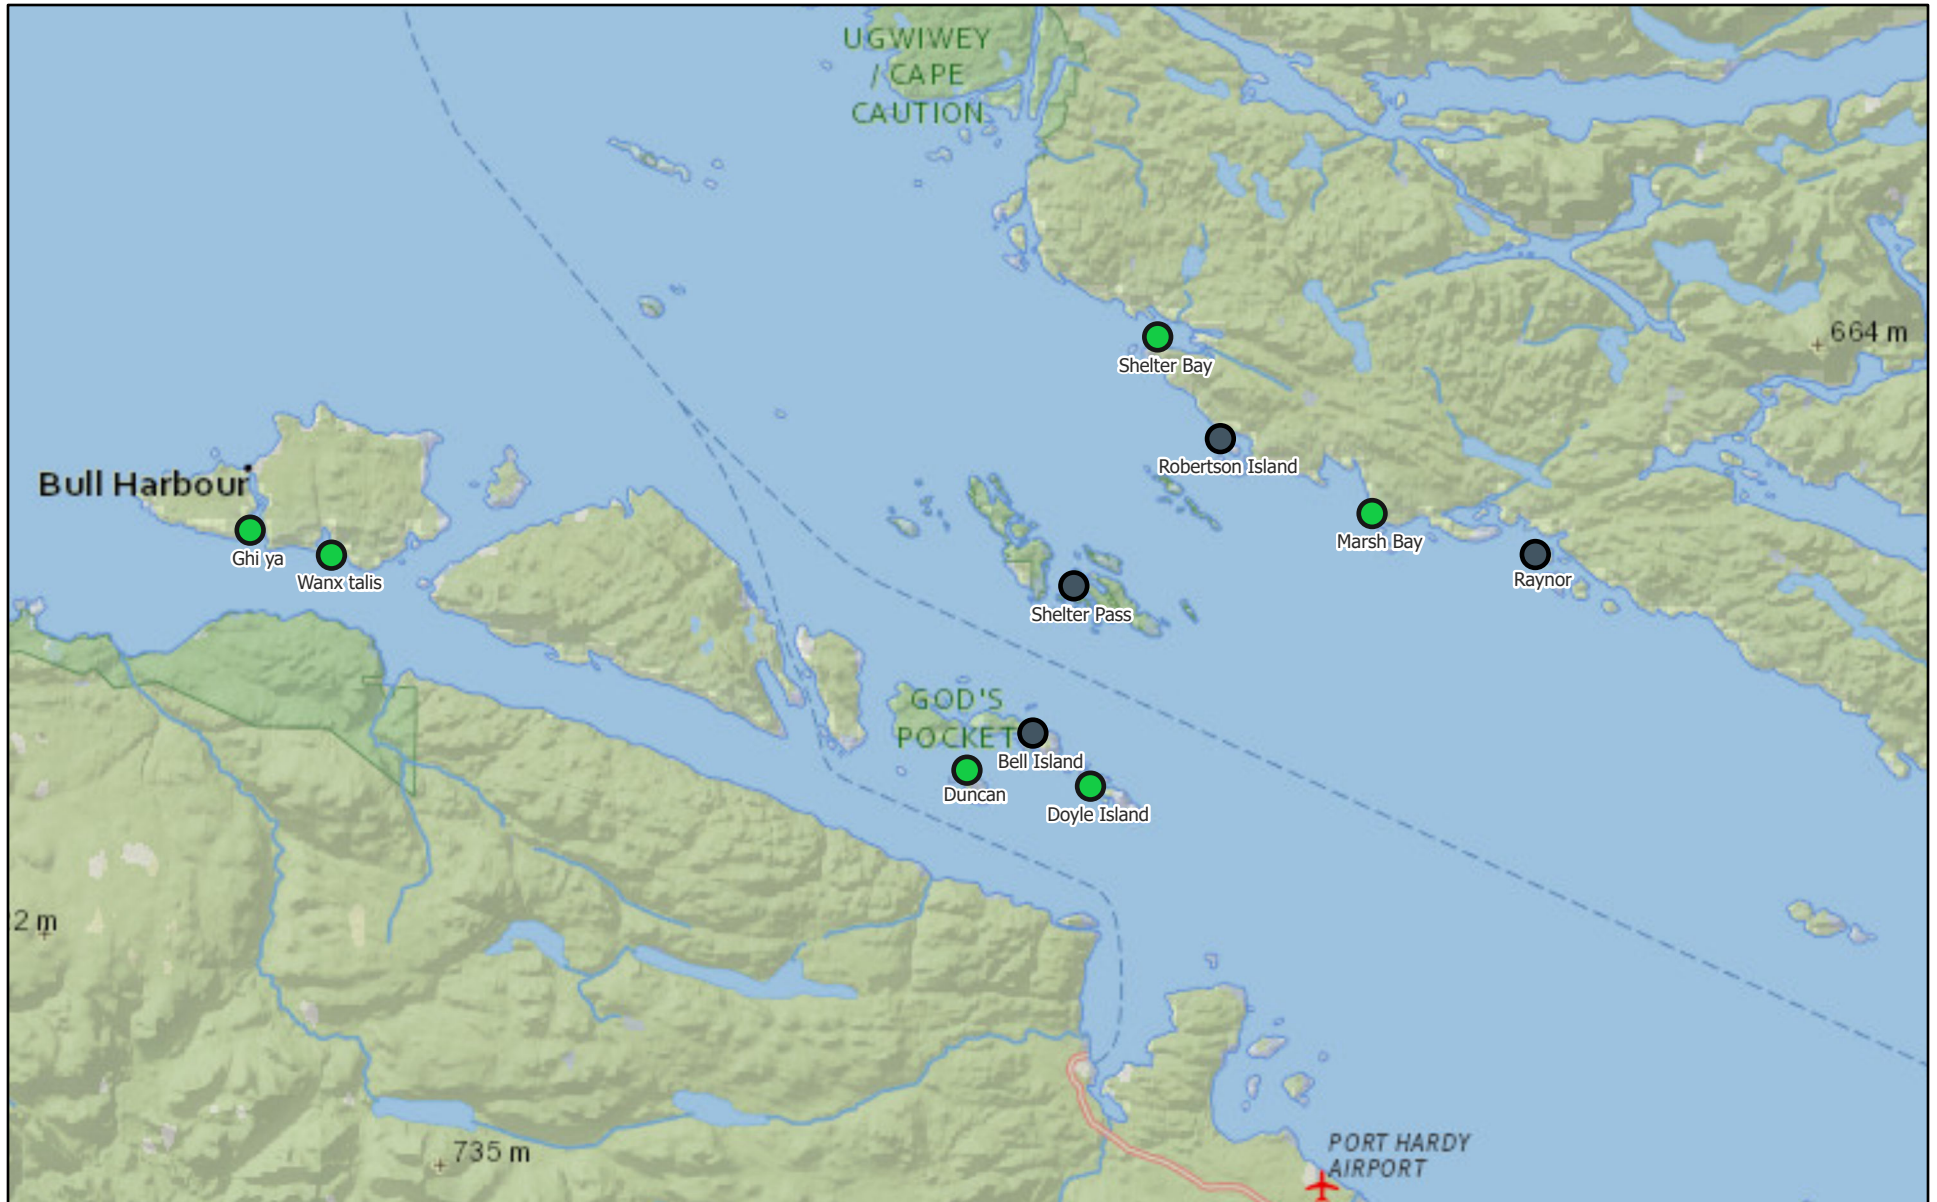 UGWIWEY
/ CAPE
CAUTION
664 m
Shelter Bay
Robertson Island
Bull Harbour
Marsh Bay
Ghi ya
Wanx talis
Raynor
Shelter Pass
GOD'S
POCKET
Bell Island
Duncan
Doyle Island
2 m
735 m
PORT HARDY
AIRPORT